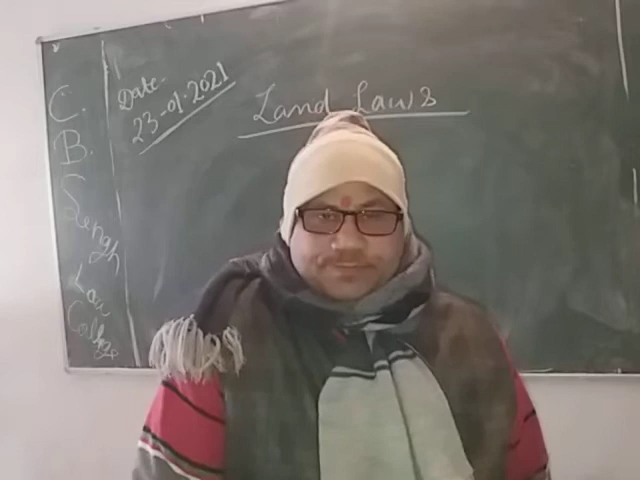 C.
B.
Singh
Law
College
Date-
23-01-2021
Land Laws